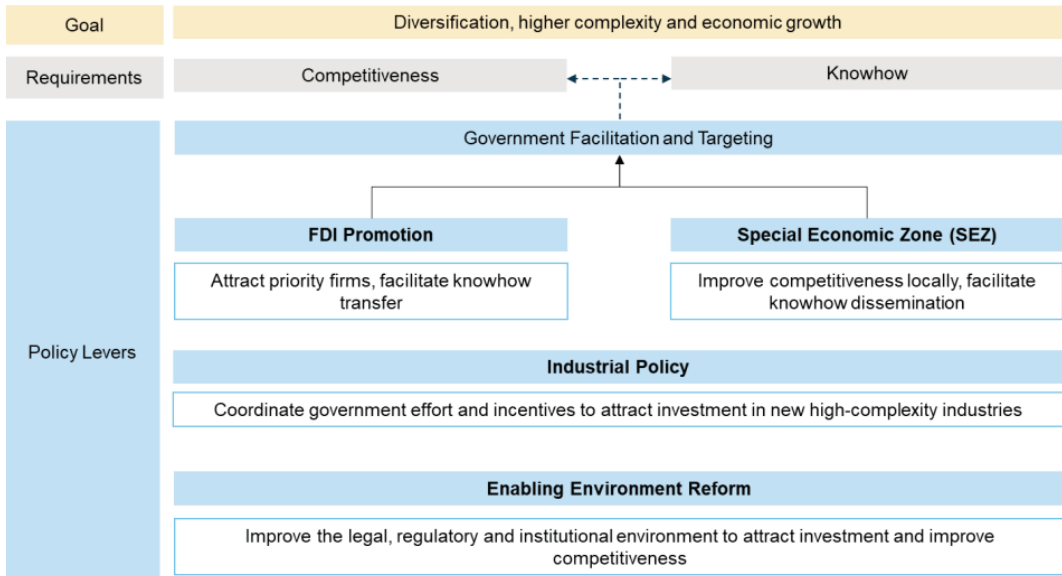 Goal
Diversification, higher complexity and economic growth
Requirements
Competitiveness
Knowhow
Policy Levers
Government Facilitation and Targeting
FDI Promotion
Attract priority firms, facilitate knowhow
transfer
Special Economic Zone (SEZ)
Improve competitiveness locally, facilitate
knowhow dissemination
Industrial Policy
Coordinate government effort and incentives to attract investment in new high-complexity industries
Enabling Environment Reform
Improve the legal, regulatory and institutional environment to attract investment and improve
competitiveness